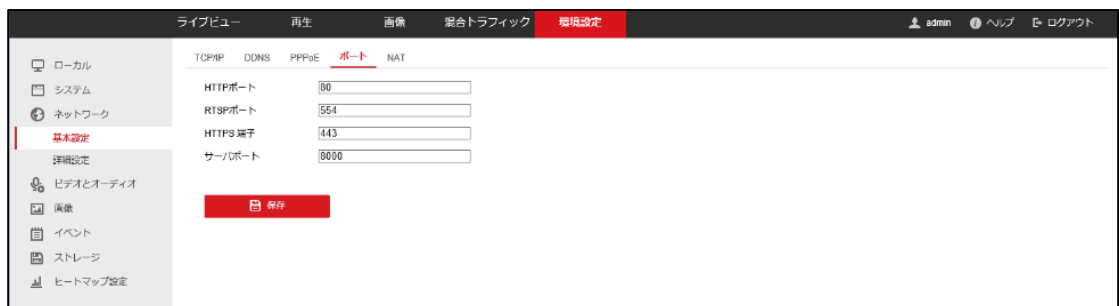 ライブビュー 再生 画像 混合トラフィック 環境設定 admin ヘルプ ログアウト
ローカル
システム
ネットワーク
基本設定
詳細設定
ビデオとオーディオ
画像
イベント
ストレージ
ヒートマップ設定
TCP/IP DDNS PPPoE ポート NAT
HTTPポート 80
RTSPポート 554
HTTPS 端子 443
サーバポート 8000
保存